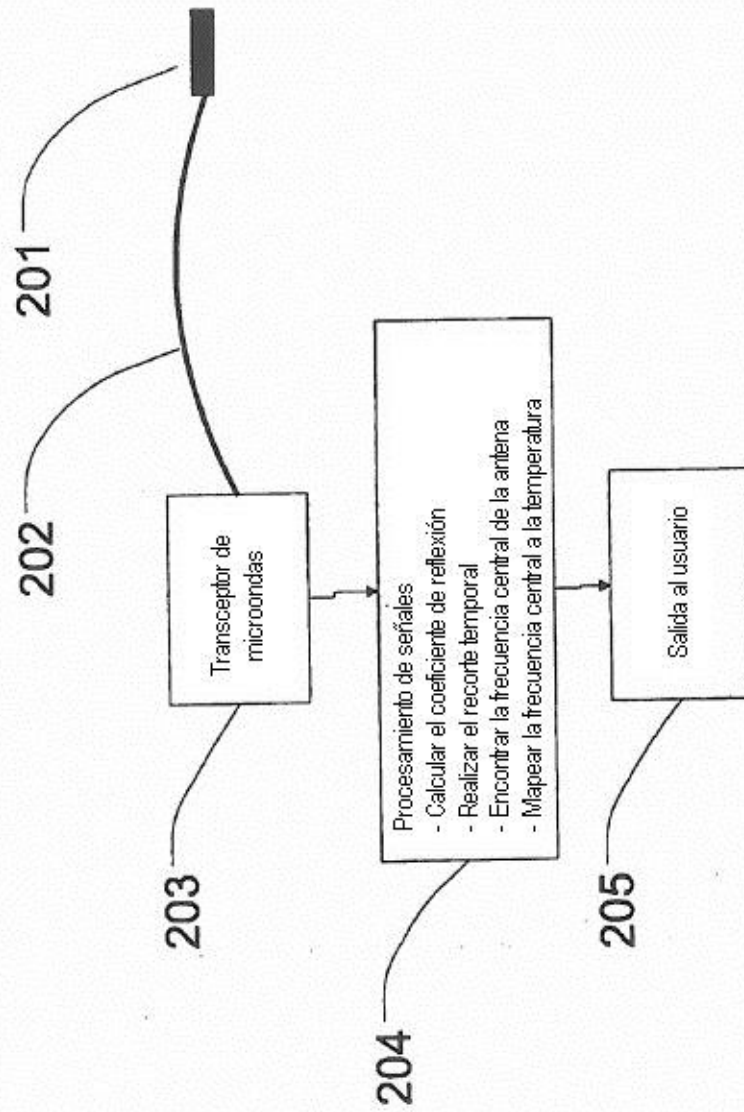 201
202
203
Transceptor de
microondas
204
Procesamiento de señales
- Calcular el coeficiente de reflexión
- Realizar el recorte temporal
- Encontrar la frecuencia central de la antena
- Mapear la frecuencia central a la temperatura
205
Salida al usuario